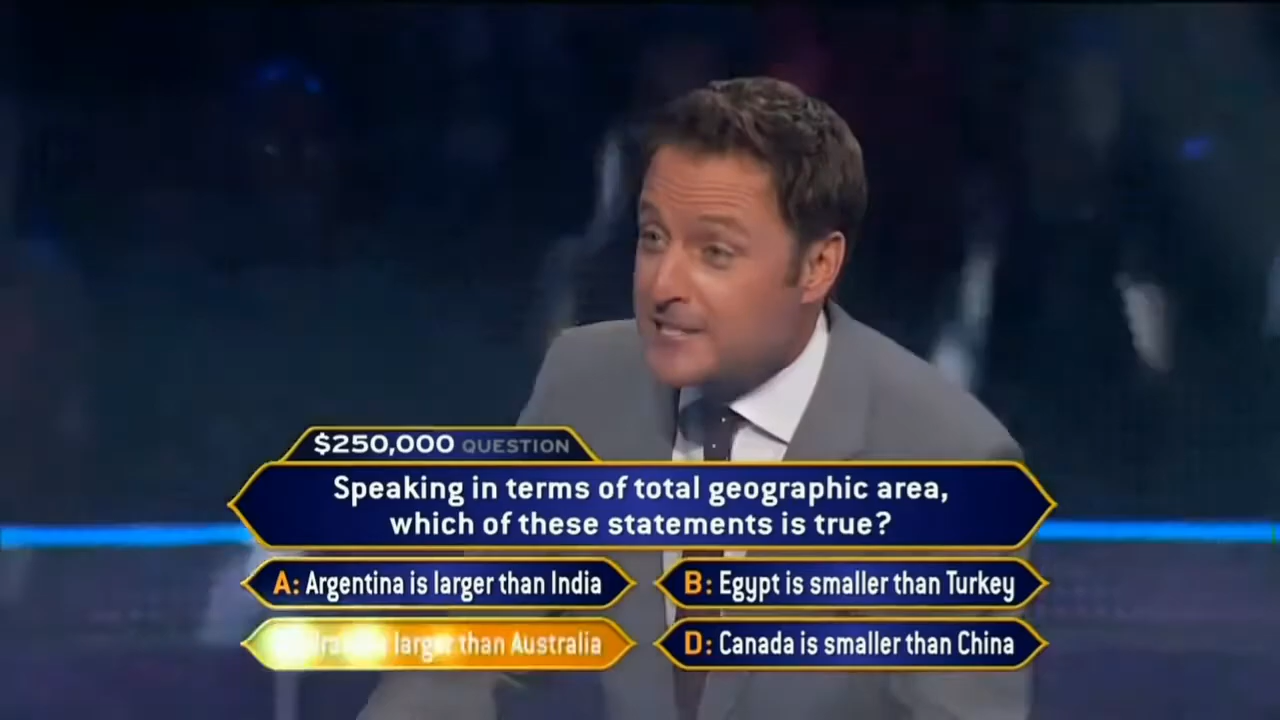 $250,000 QUESTION
Speaking in terms of total geographic area,
which of these statements is true?
A: Argentina is larger than India
B: Egypt is smaller than Turkey
larger than Australia
D: Canada is smaller than China